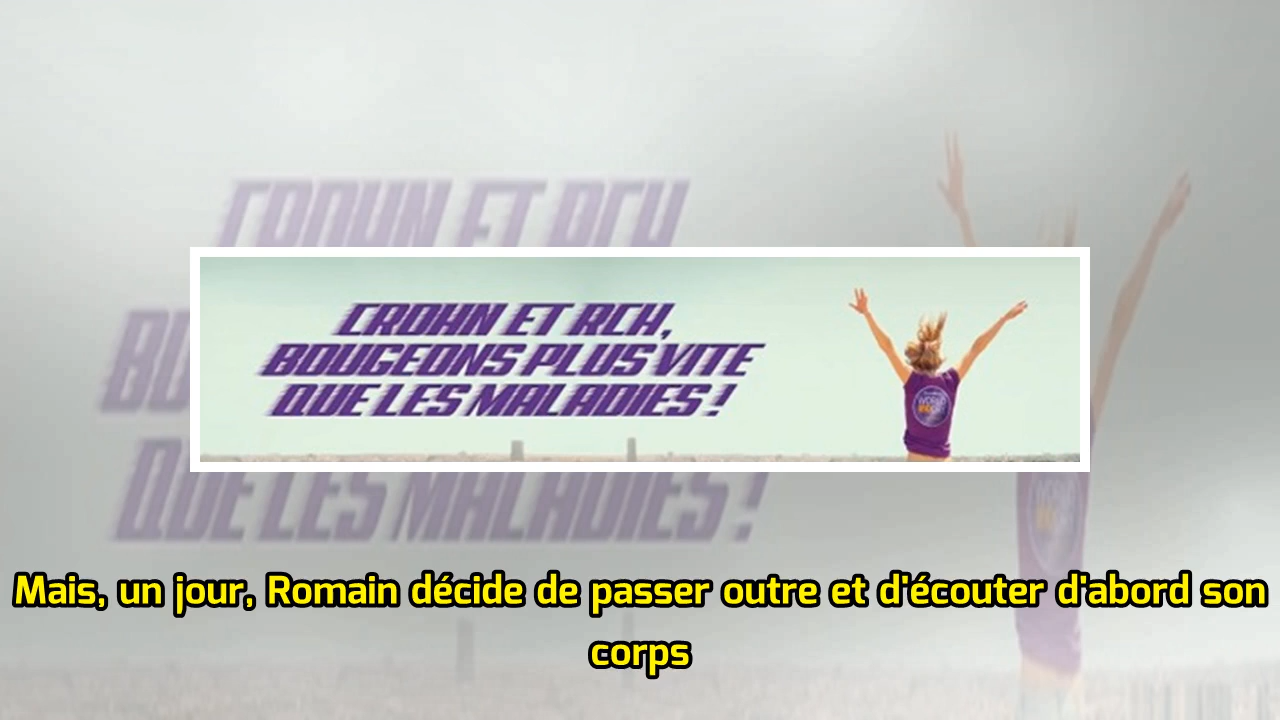 CROHN ET RCH,
BOUGEONS PLUS VITE
QUE LES MALADIES !
WORLD
Mais, un jour, Romain décide de passer outre et d'écouter d'abord son
corps